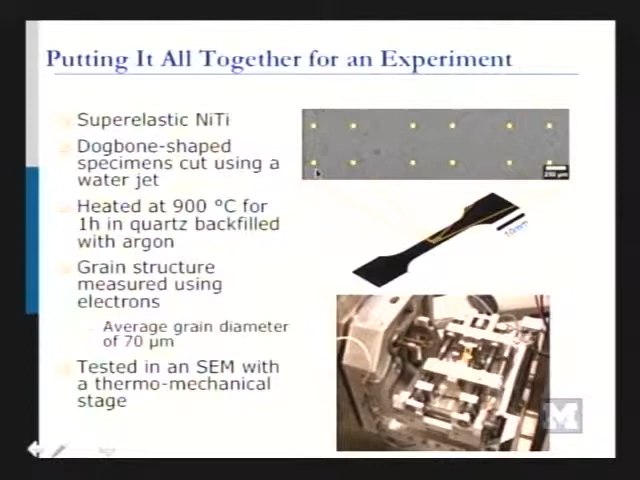 Putting It All Together for an Experiment
Superelastic NiTi
Dogbone-shaped
specimens cut using a
water jet
Heated at 900 °C for
1h in quartz backfilled
with argon
Grain structure
measured using
electrons
Average grain diameter
of 70 µm
Tested in an SEM with
a thermo-mechanical
stage
250 µm
10mm
M